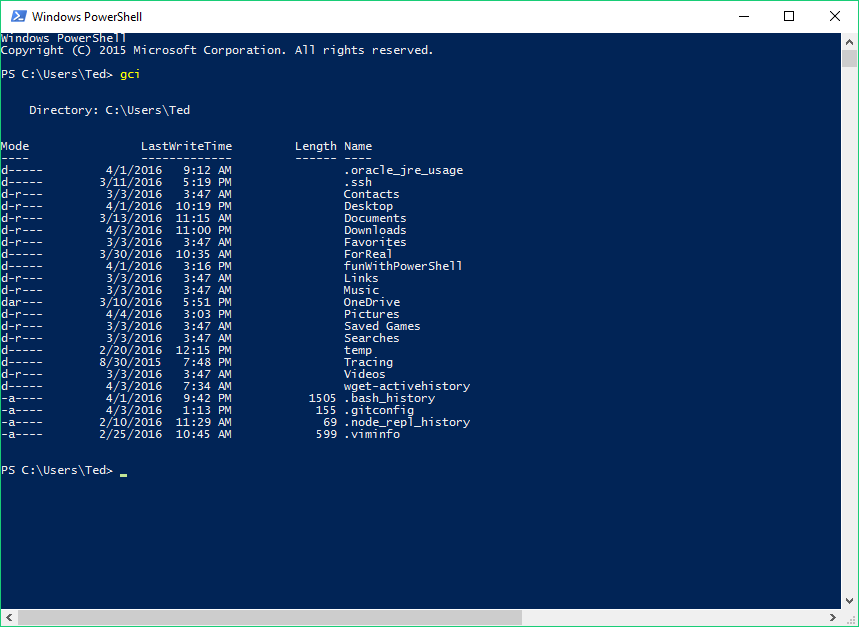 Windows PowerShell
Windows PowerShell
Copyright (C) 2015 Microsoft Corporation. All rights reserved.
PS C:\Users\Ted> gci
Directory: C:\Users\Ted
Mode                LastWriteTime         Length Name
----                -------------         ------ ----
d-----         4/1/2016   9:12 AM                .oracle_jre_usage
d-----        3/11/2016   5:19 PM                .ssh
d-r---         3/3/2016   3:47 AM                Contacts
d-r---         4/1/2016  10:19 PM                Desktop
d-r---        3/13/2016  11:15 AM                Documents
d-r---         4/3/2016  11:00 PM                Downloads
d-r---         3/3/2016   3:47 AM                Favorites
d-----        3/30/2016  10:35 AM                ForReal
d-----         4/1/2016   3:16 PM                funWithPowerShell
d-r---         3/3/2016   3:47 AM                Links
d-r---         3/3/2016   3:47 AM                Music
dar---        3/10/2016   5:51 PM                OneDrive
d-r---         4/4/2016   3:03 PM                Pictures
d-r---         3/3/2016   3:47 AM                Saved Games
d-r---         3/3/2016   3:47 AM                Searches
d-----        2/20/2016  12:15 PM                temp
d-----        8/30/2015   7:48 PM                Tracing
d-r---         3/3/2016   3:47 AM                Videos
d-----         4/3/2016   7:34 AM                wget-activehistory
-a----         4/1/2016   9:42 PM           1505 .bash_history
-a----         4/3/2016   1:13 PM            155 .gitconfig
-a----        2/10/2016  11:29 AM             69 .node_repl_history
-a----        2/25/2016  10:45 AM            599 .viminfo
PS C:\Users\Ted> _